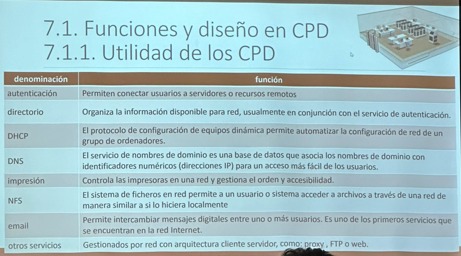 7.1. Funciones y diseño en CPD
7.1.1. Utilidad de los CPD
denominación función
autenticación Permiten conectar usuarios a servidores o recursos remotos
directorio Organiza la información disponible para red, usualmente en conjunción con el servicio de autenticación.
DHCP El protocolo de configuración de equipos dinámica permite automatizar la configuración de red de un
grupo de ordenadores.
DNS El servicio de nombres de dominio es una base de datos que asocia los nombres de dominio con
identificadores numéricos (direcciones IP) para un acceso más fácil de los usuarios.
impresión Controla las impresoras en una red y gestiona el orden y accesibilidad.
NFS El sistema de ficheros en red permite a un usuario o sistema acceder a archivos a través de una red de
manera similar a si lo hiciera localmente
email Permite intercambiar mensajes digitales entre uno o más usuarios. Es uno de los primeros servicios que
se encuentran en la red Internet.
otros servicios Gestionados por red con arquitectura cliente servidor, como: proxy , FTP o web.